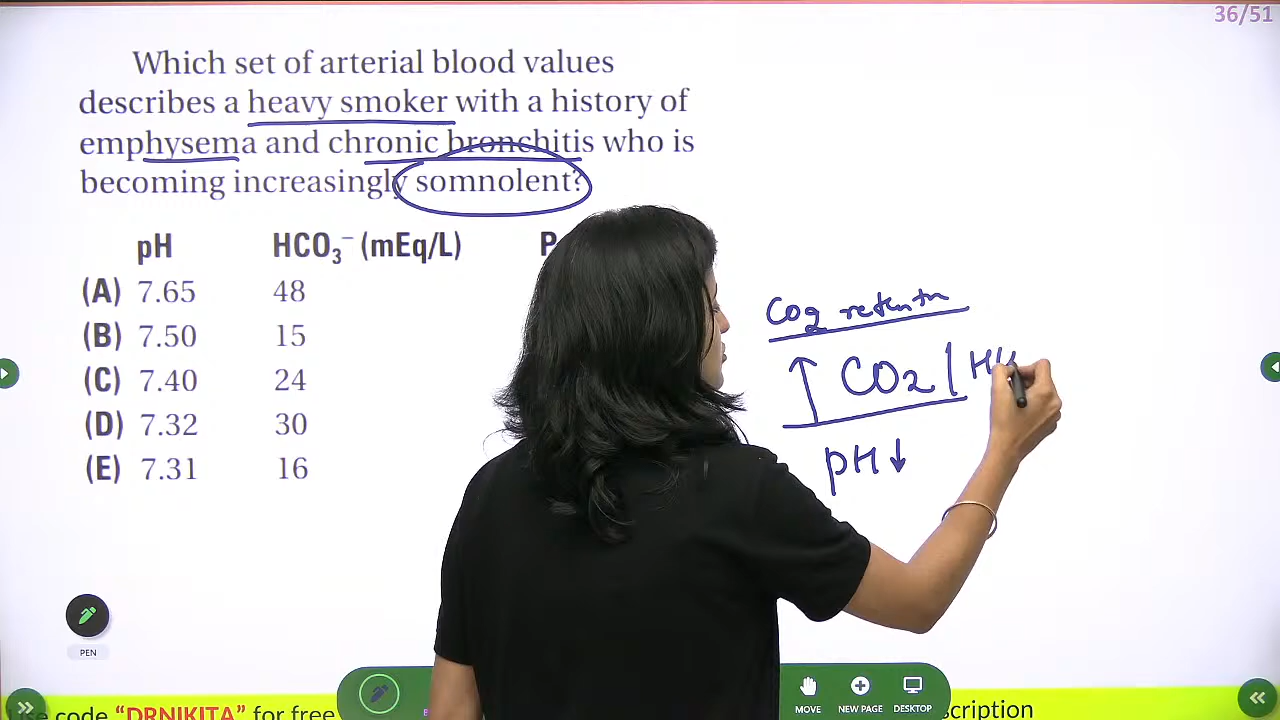 36/51
Which set of arterial blood values
describes a heavy smoker with a history of
emphysema and chronic bronchitis who is
becoming increasingly somnolent?
pH HCO₃⁻ (mEq/L) P
(A) 7.65 48
(B) 7.50 15
(C) 7.40 24
(D) 7.32 30
(E) 7.31 16
CO2
↑ CO2 |
pH ↓
PEN
MOVE NEW PAGE DESKTOP
code "DRNIKITA" for free